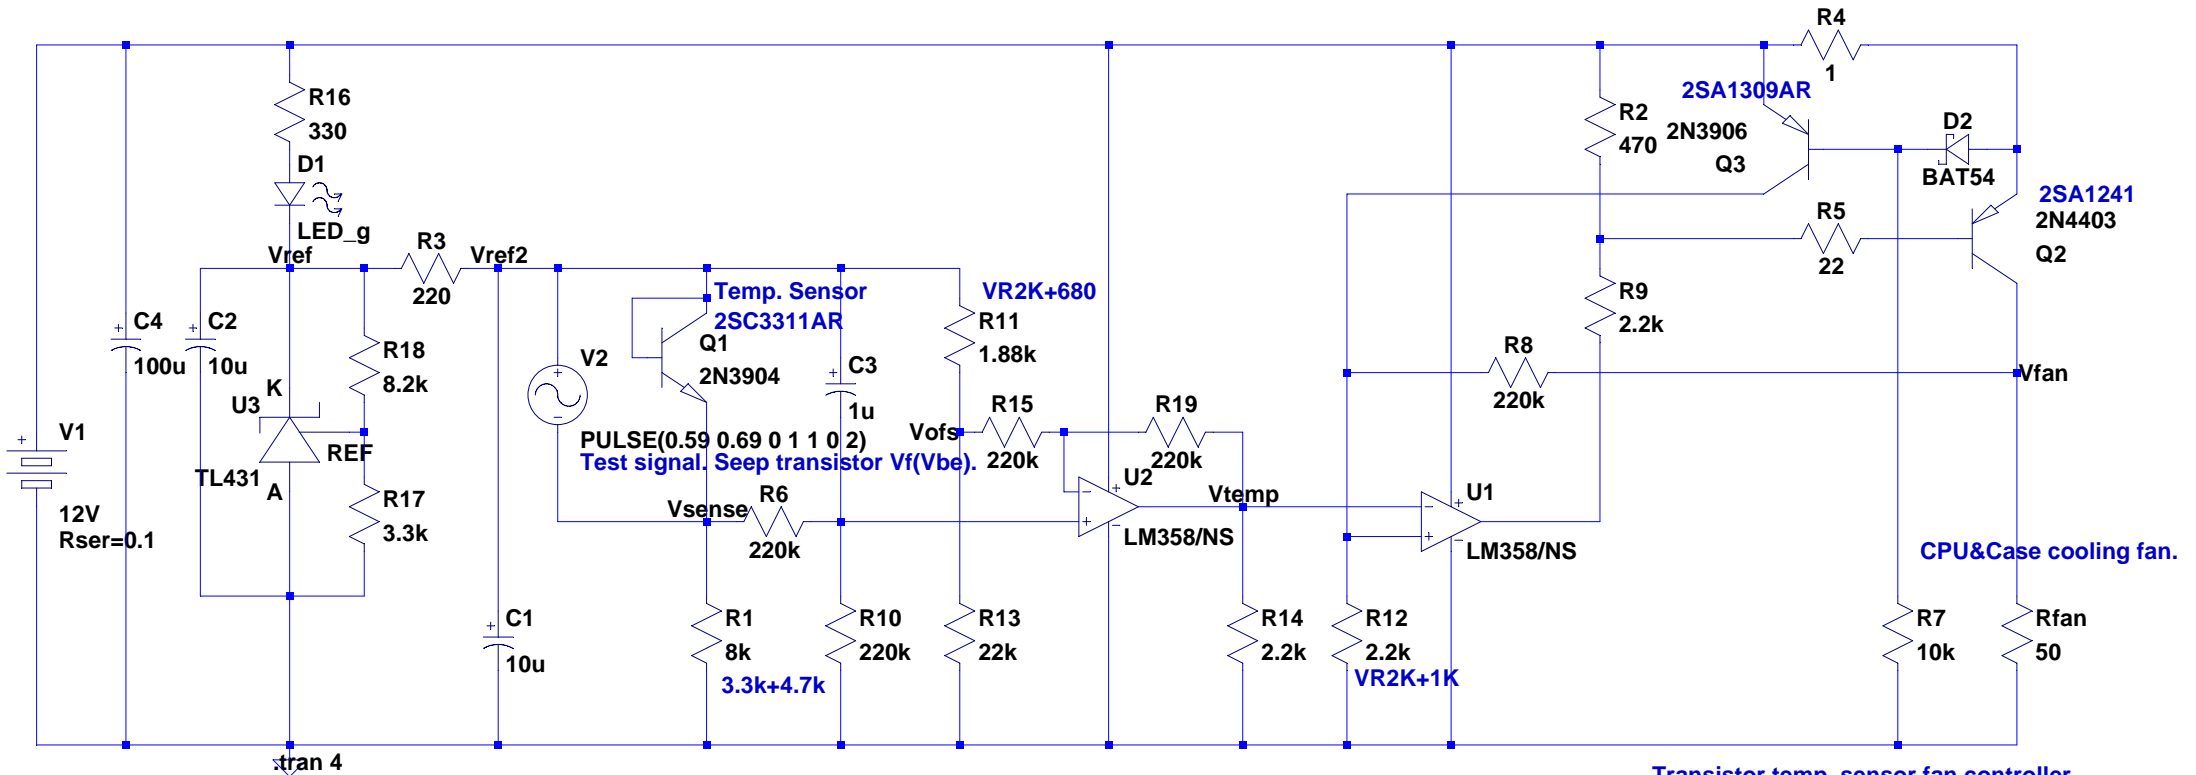 R4
1
2SA1309AR
R16
330
R2
470
2N3906
Q3
D2
BAT54
D1
LED_g
2SA1241
2N4403
Q2
R5
22
Vref
R3
220
Vref2
Temp. Sensor
2SC3311AR
Q1
2N3904
VR2K+680
R11
1.88k
R9
2.2k
C4
100u
C2
10u
R18
8.2k
V2
C3
1u
R8
220k
Vfan
K
U3
REF
TL431
A
V1
12V
Rser=0.1
PULSE(0.59 0.69 0 1 1 0 2)
Test signal. Seep transistor Vf(Vbe).
Vofs
R15
220k
R19
220k
U2
LM358/NS
Vtemp
U1
LM358/NS
R17
3.3k
Vsense
R6
220k
CPU&Case cooling fan.
C1
10u
R1
8k
3.3k+4.7k
R10
220k
R13
22k
R14
2.2k
R12
2.2k
VR2K+1K
R7
10k
Rfan
50
.tran 4
Transistor temp. sensor fan controller